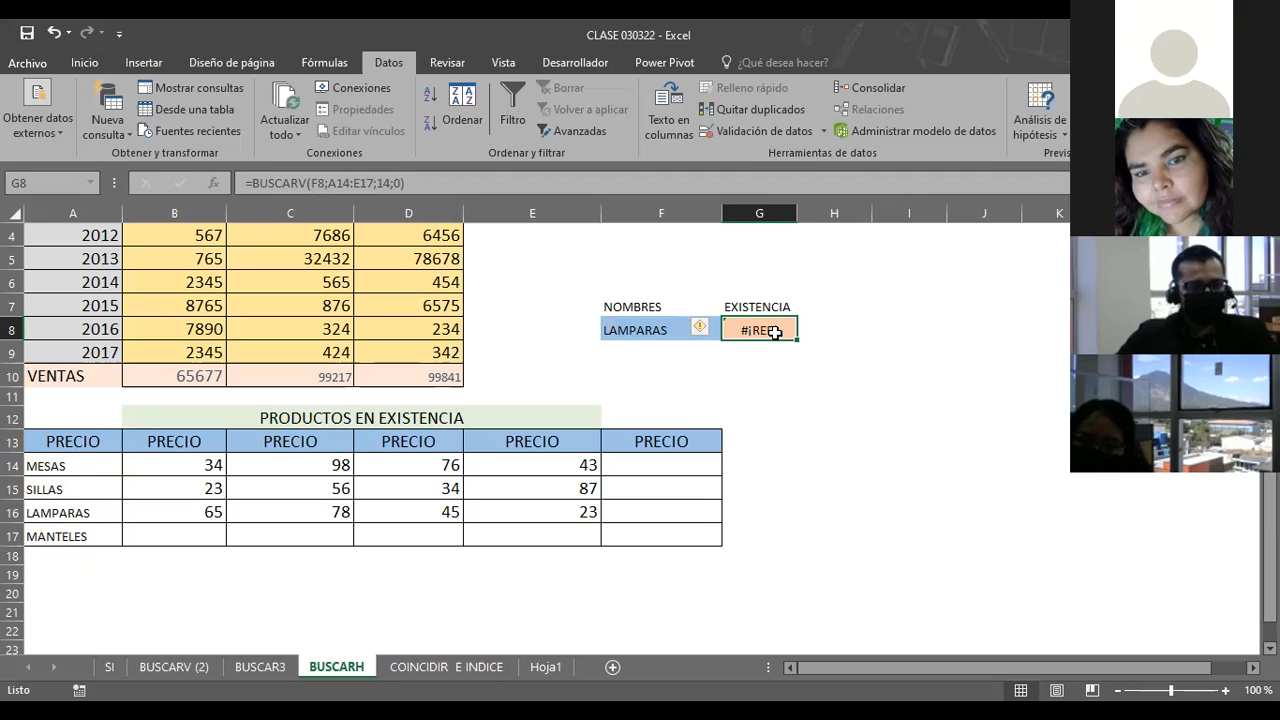 CLASE 030322 - Excel
Archivo Inicio Insertar Diseño de página Fórmulas Datos Revisar Vista Desarrollador Power Pivot ¿Qué desea hacer?
Obtener datos externos
Nueva consulta
Mostrar consultas
Desde una tabla
Fuentes recientes
Obtener y transformar
Actualizar todo
Conexiones
Propiedades
Editar vínculos
Conexiones
Ordenar
Filtro
Borrar
Volver a aplicar
Avanzadas
Ordenar y filtrar
Texto en columnas
Relleno rápido
Quitar duplicados
Validación de datos
Consolidar
Relaciones
Administrar modelo de datos
Herramientas de datos
Análisis de hipótesis
G8 fx =BUSCARV(F8;A14:E17;14;0)
A B C D E F G H I J K
4 2012 567 7686 6456
5 2013 765 32432 78678
6 2014 2345 565 454
7 2015 8765 876 6575 NOMBRES EXISTENCIA
8 2016 7890 324 234 LAMPARAS
9 2017 2345 424 342
10 VENTAS 65677 99217 99841
11
12 PRODUCTOS EN EXISTENCIA
13 PRECIO PRECIO PRECIO PRECIO PRECIO PRECIO
14 MESAS 34 98 76 43
15 SILLAS 23 56 34 87
16 LAMPARAS 65 78 45 23
17 MANTELES
18
19
20
21
22
23
SI BUSCARV (2) BUSCAR3 BUSCARH COINCIDIR E INDICE Hoja1
Listo 100 %